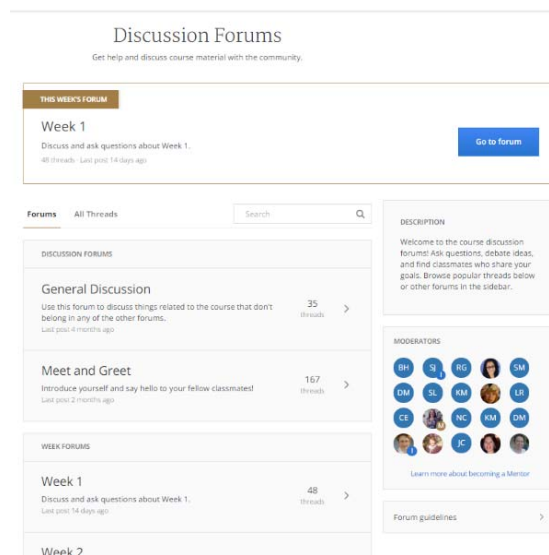 Discussion Forums
Get help and discuss course material with the community.
THIS WEEK'S FORUM
Week 1
Discuss and ask questions about Week 1.
48 threads · Last post 14 days ago
Go to forum
Forums All Threads Search
DISCUSSION FORUMS
General Discussion
Use this forum to discuss things related to the course that don't
belong in any of the other forums.
Last post 4 months ago
35
threads
Meet and Greet
Introduce yourself and say hello to your fellow classmates!
Last post 2 months ago
167
threads
WEEK FORUMS
Week 1
Discuss and ask questions about Week 1.
Last post 14 days ago
48
threads
Week 2
DESCRIPTION
Welcome to the course discussion
forums! Ask questions, debate ideas,
and find classmates who share your
goals. Browse popular threads below
or other forums in the sidebar.
MODERATORS
BH SJ RG SM
DM SL KM LR
CE NC KM DM
JC
Learn more about becoming a Mentor
Forum guidelines